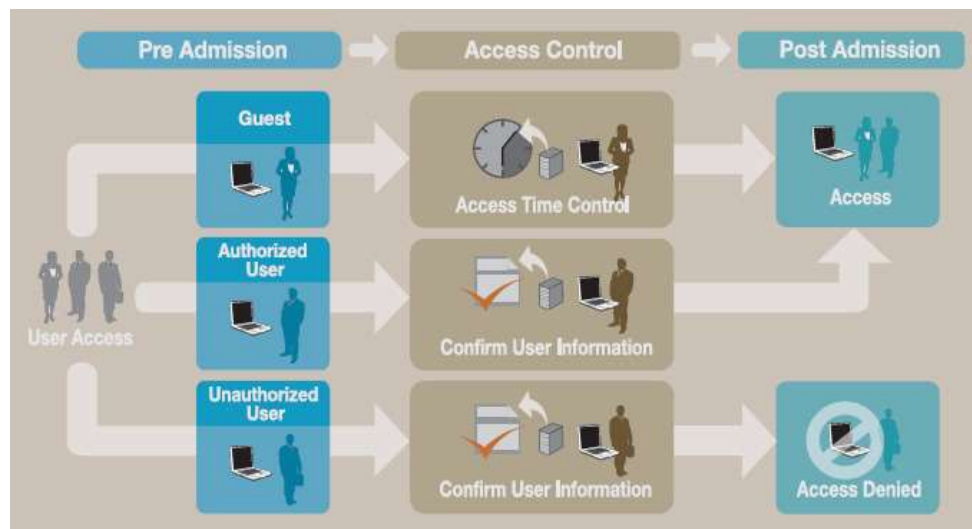 Pre Admission
Access Control
Post Admission
Guest
Access Time Control
Access
User Access
Authorized
User
Confirm User Information
Unauthorized
User
Confirm User Information
Access Denied